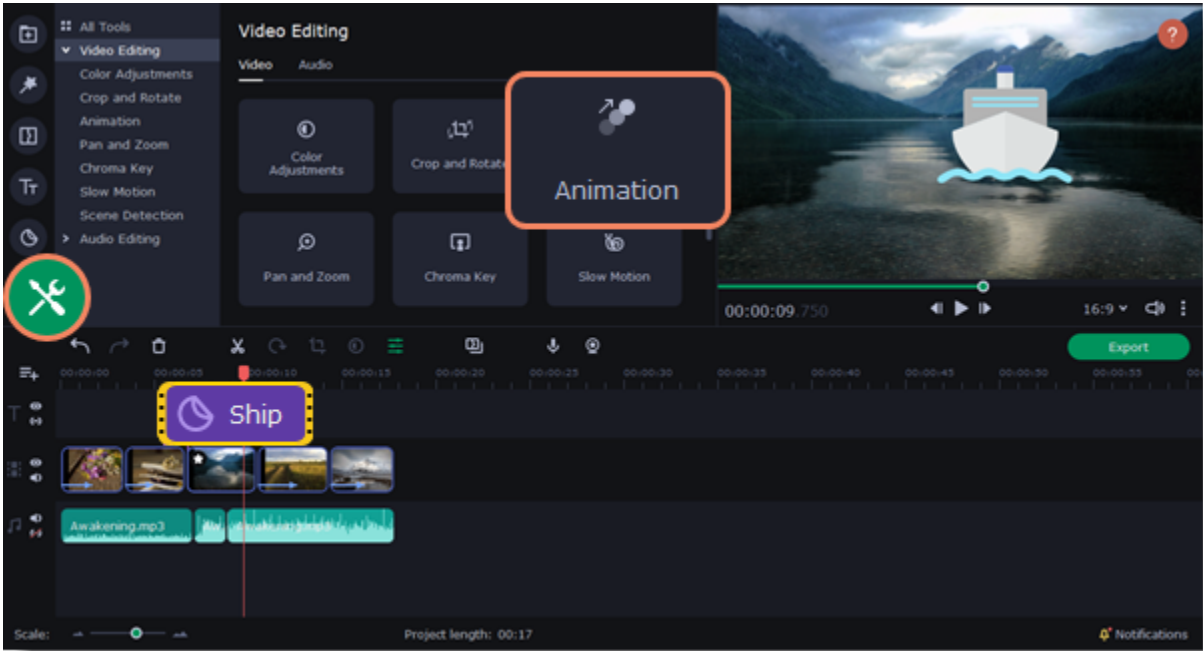 All Tools
Video Editing
Color Adjustments
Crop and Rotate
Animation
Pan and Zoom
Chroma Key
Slow Motion
Scene Detection
Audio Editing
Tт
Video Editing
Video Audio
Color
Adjustments
Crop and Rotate
Animation
Pan and Zoom
Chroma Key
Slow Motion
?
00:00:09.750
16:9
Export
00:00:00 00:00:05 00:00:10 00:00:15 00:00:20 00:00:25 00:00:30 00:00:35 00:00:40 00:00:45 00:00:50 00:00:55 00
T
Ship
Awakening.mp3
Aw
Scale:
Project length: 00:17
Notifications